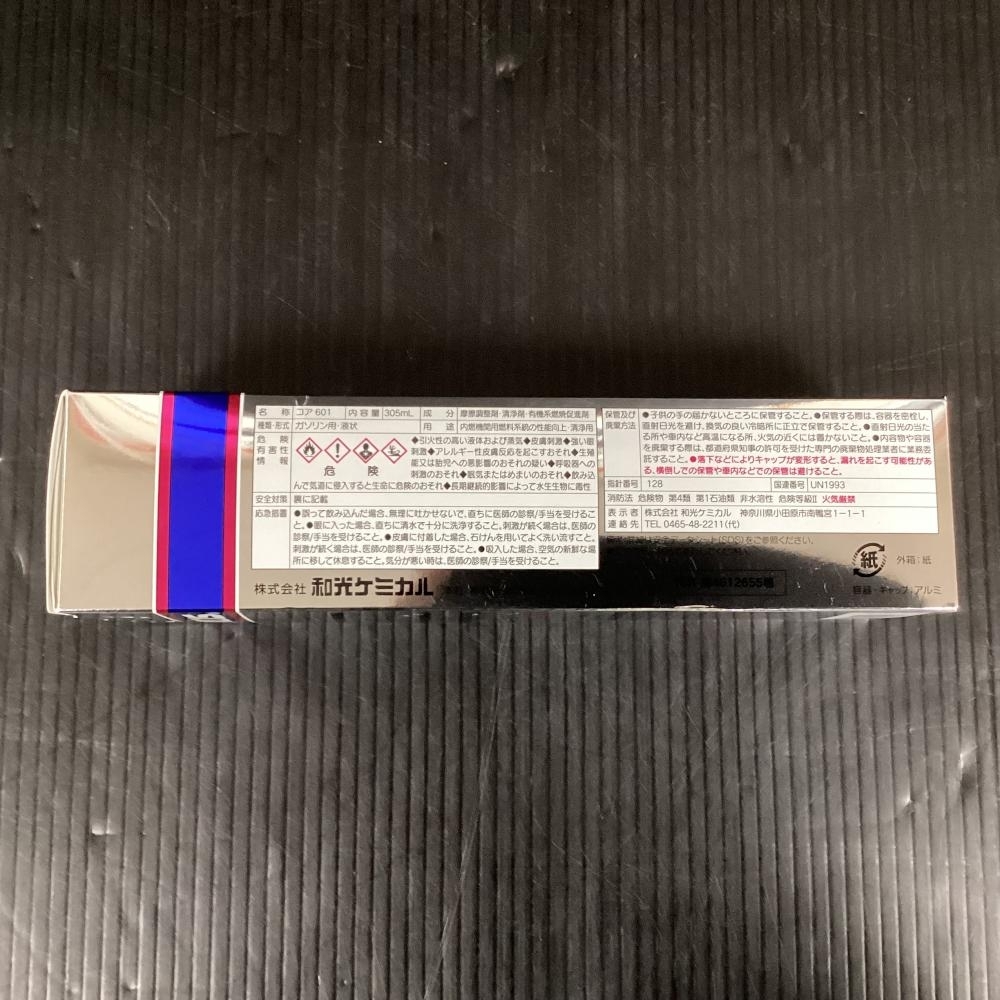 名称 コア 601 内容量 305mL 成分 摩擦調整剤・清浄剤・有機系燃焼促進剤
種類・形式 ガソリン用・液状 用途 内燃機関用燃料系統の性能向上・清浄用
危険有害性情報
危険
◆引火性の高い液体および蒸気◆皮膚刺激◆強い眼
刺激◆アレルギー性皮膚反応を起こすおそれ◆生殖
能又は胎児への悪影響のおそれの疑い◆呼吸器への
刺激のおそれ◆眠気またはめまいのおそれ◆飲み込
んで気道に侵入すると生命に危険のおそれ◆長期継続的影響によって水生生物に毒性
安全対策 裏に記載
応急措置 ●誤って飲み込んだ場合、無理に吐かせないで、直ちに医師の診察/手当を受けるこ
と。●眼に入った場合、直ちに清水で十分に洗浄すること。刺激が続く場合は、医師の
診察/手当を受けること。●皮膚に付着した場合、石けんを用いてよく洗い流すこと。
刺激が続く場合は、医師の診察/手当を受けること。●吸入した場合、空気の新鮮な場
所に移して休息すること。気分が悪い時は、医師の診察/手当を受けること。
株式会社 和光ケミカル
保管及び廃棄方法 ●子供の手の届かないところに保管すること。●保管する際は、容器を密栓し、
直射日光を避け、換気の良い冷暗所に正立で保管すること。●直射日光の当た
る所や車内など高温になる所、火気の近くには置かないこと。●内容物や容器
を廃棄する際は、都道府県知事の許可を受けた専門の廃棄物処理業者に業務委
託すること。●落下などによりキャップが変形すると、漏れを起こす可能性があ
る。横倒しでの保管や車内などでの保管は避けること。
指針番号 128 国連番号 UN1993
消防法 危険物 第4類 第1石油類 非水溶性 危険等級Ⅱ 火気厳禁
表示者 株式会社 和光ケミカル 神奈川県小田原市南鴨宮1-1-1
連絡先 TEL 0465-48-2211(代)
安全データシート(SDS)をご参照ください。
第4612655号
紙 外箱:紙
容器・キャップ:アルミ